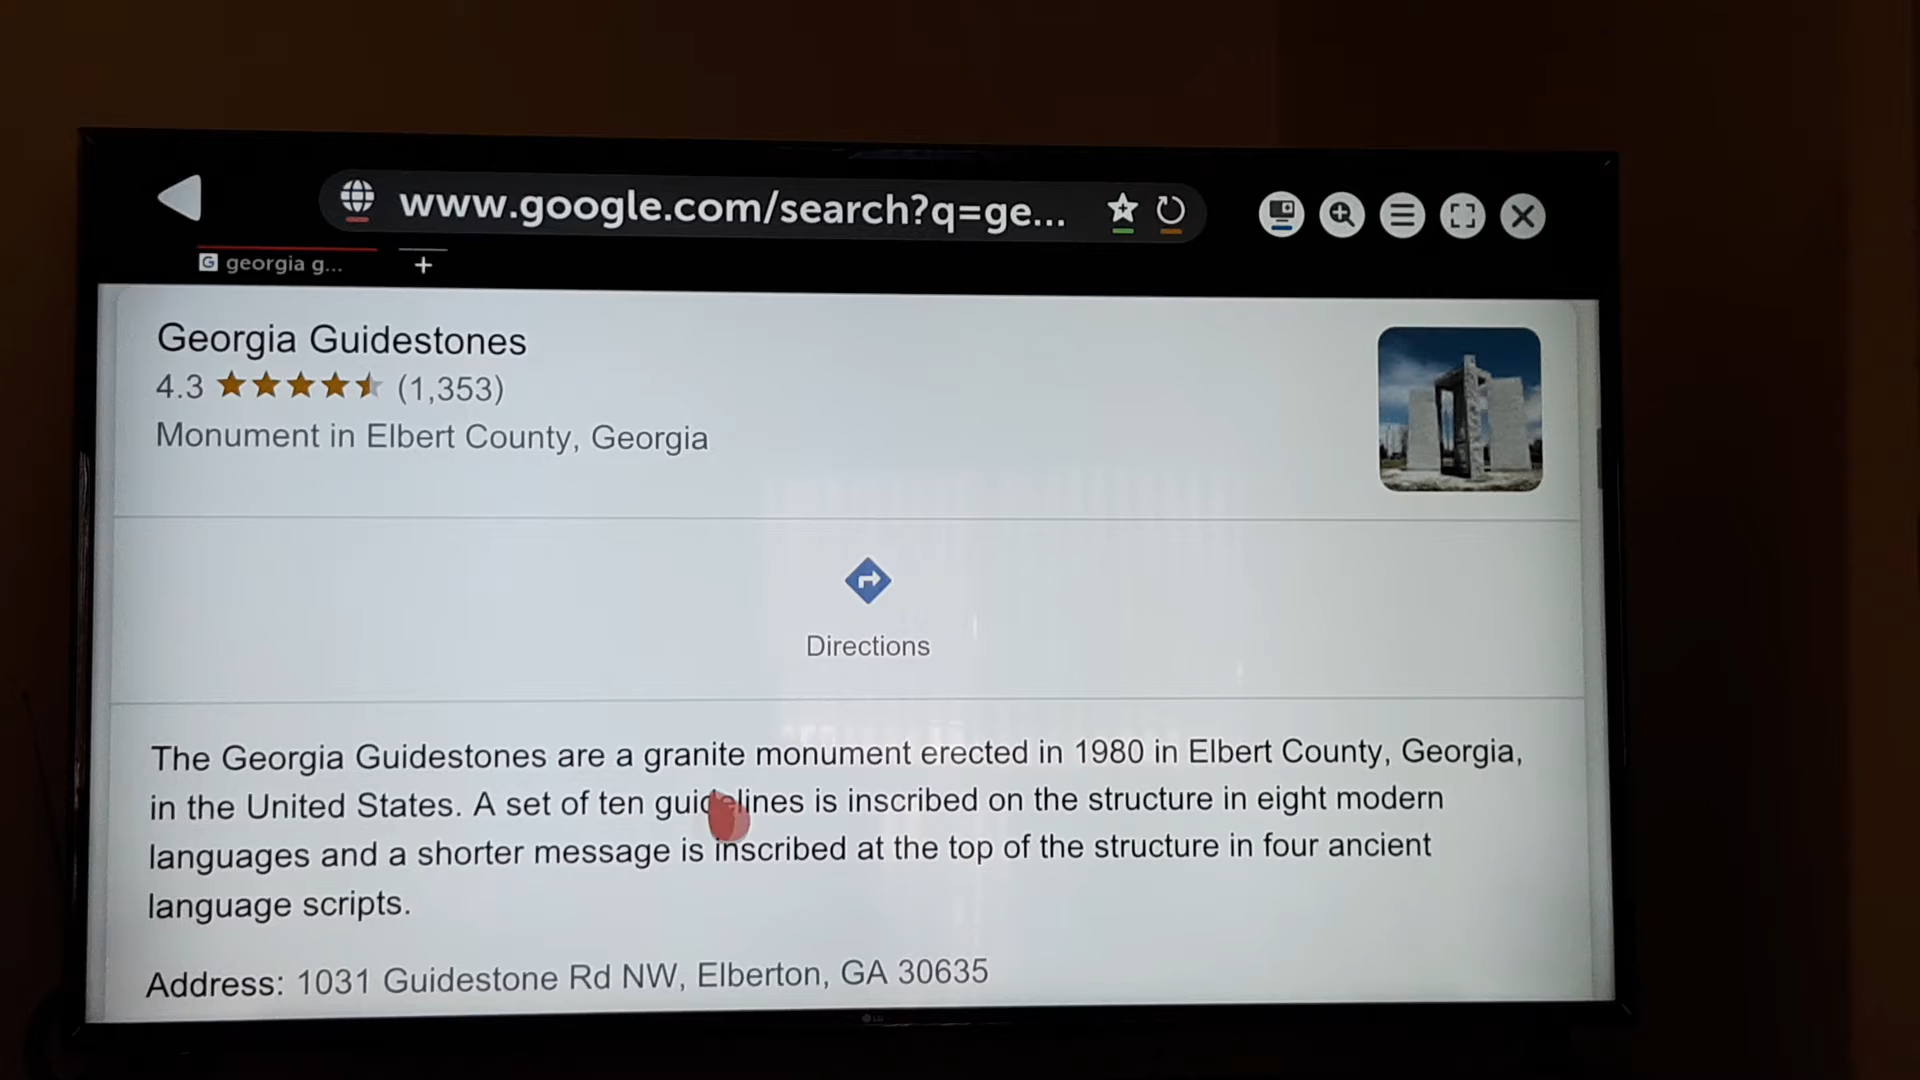 www.google.com/search?q=ge...
georgia g...
+
Georgia Guidestones
4.3 (1,353)
Monument in Elbert County, Georgia
Directions
The Georgia Guidestones are a granite monument erected in 1980 in Elbert County, Georgia,
in the United States. A set of ten guidelines is inscribed on the structure in eight modern
languages and a shorter message is inscribed at the top of the structure in four ancient
language scripts.
Address: 1031 Guidestone Rd NW, Elberton, GA 30635
LG